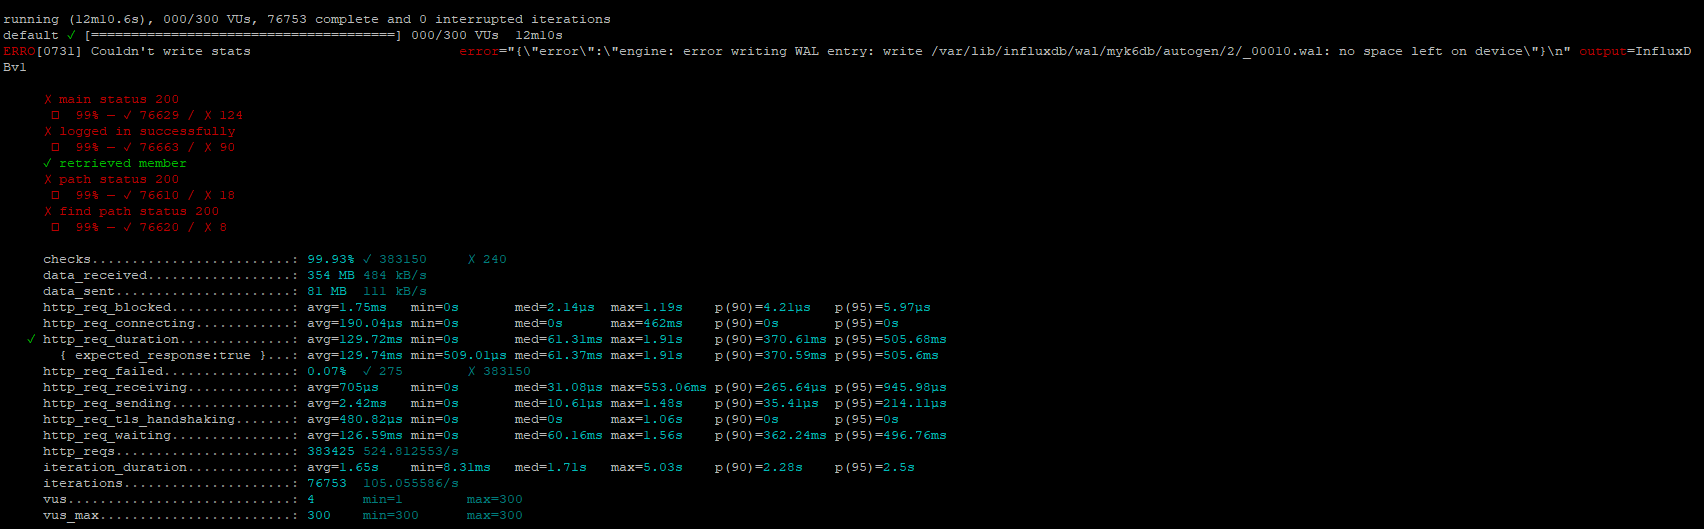 running (12m10.6s), 000/300 VUs, 76753 complete and 0 interrupted iterations
default ✓ [======================================] 000/300 VUs  12m10s
ERRO[0731] Couldn't write stats                          error="{\"error\":\"engine: error writing WAL entry: write /var/lib/influxdb/wal/myk6db/autogen/2/_00010.wal: no space left on device\"}\n" output=InfluxD
Bv1
✗ main status 200
99% — ✓ 76629 / ✗ 124
✗ logged in successfully
99% — ✓ 76663 / ✗ 90
✓ retrieved member
✗ path status 200
99% — ✓ 76610 / ✗ 18
✗ find path status 200
99% — ✓ 76620 / ✗ 8
checks.........................: 99.93% ✓ 383150     ✗ 240
data_received..................: 354 MB 484 kB/s
data_sent......................: 81 MB  111 kB/s
http_req_blocked...............: avg=1.75ms   min=0s       med=2.14µs  max=1.19s    p(90)=4.21µs   p(95)=5.97µs
http_req_connecting............: avg=190.04µs min=0s       med=0s      max=462ms    p(90)=0s       p(95)=0s
✓ http_req_duration..............: avg=129.72ms min=0s       med=61.31ms max=1.91s    p(90)=370.61ms p(95)=505.68ms
{ expected_response:true }...: avg=129.74ms min=509.01µs med=61.37ms max=1.91s    p(90)=370.59ms p(95)=505.6ms
http_req_failed................: 0.07%  ✓ 275        ✗ 383150
http_req_receiving.............: avg=705µs    min=0s       med=31.08µs max=553.06ms p(90)=265.64µs p(95)=945.98µs
http_req_sending...............: avg=2.42ms   min=0s       med=10.61µs max=1.48s    p(90)=35.41µs  p(95)=214.11µs
http_req_tls_handshaking.......: avg=480.82µs min=0s       med=0s      max=1.06s    p(90)=0s       p(95)=0s
http_req_waiting...............: avg=126.59ms min=0s       med=60.16ms max=1.56s    p(90)=362.24ms p(95)=496.76ms
http_reqs......................: 383425 524.812553/s
iteration_duration.............: avg=1.65s    min=8.31ms   med=1.71s   max=5.03s    p(90)=2.28s    p(95)=2.5s
iterations.....................: 76753  105.055586/s
vus............................: 4      min=1        max=300
vus_max........................: 300    min=300      max=300